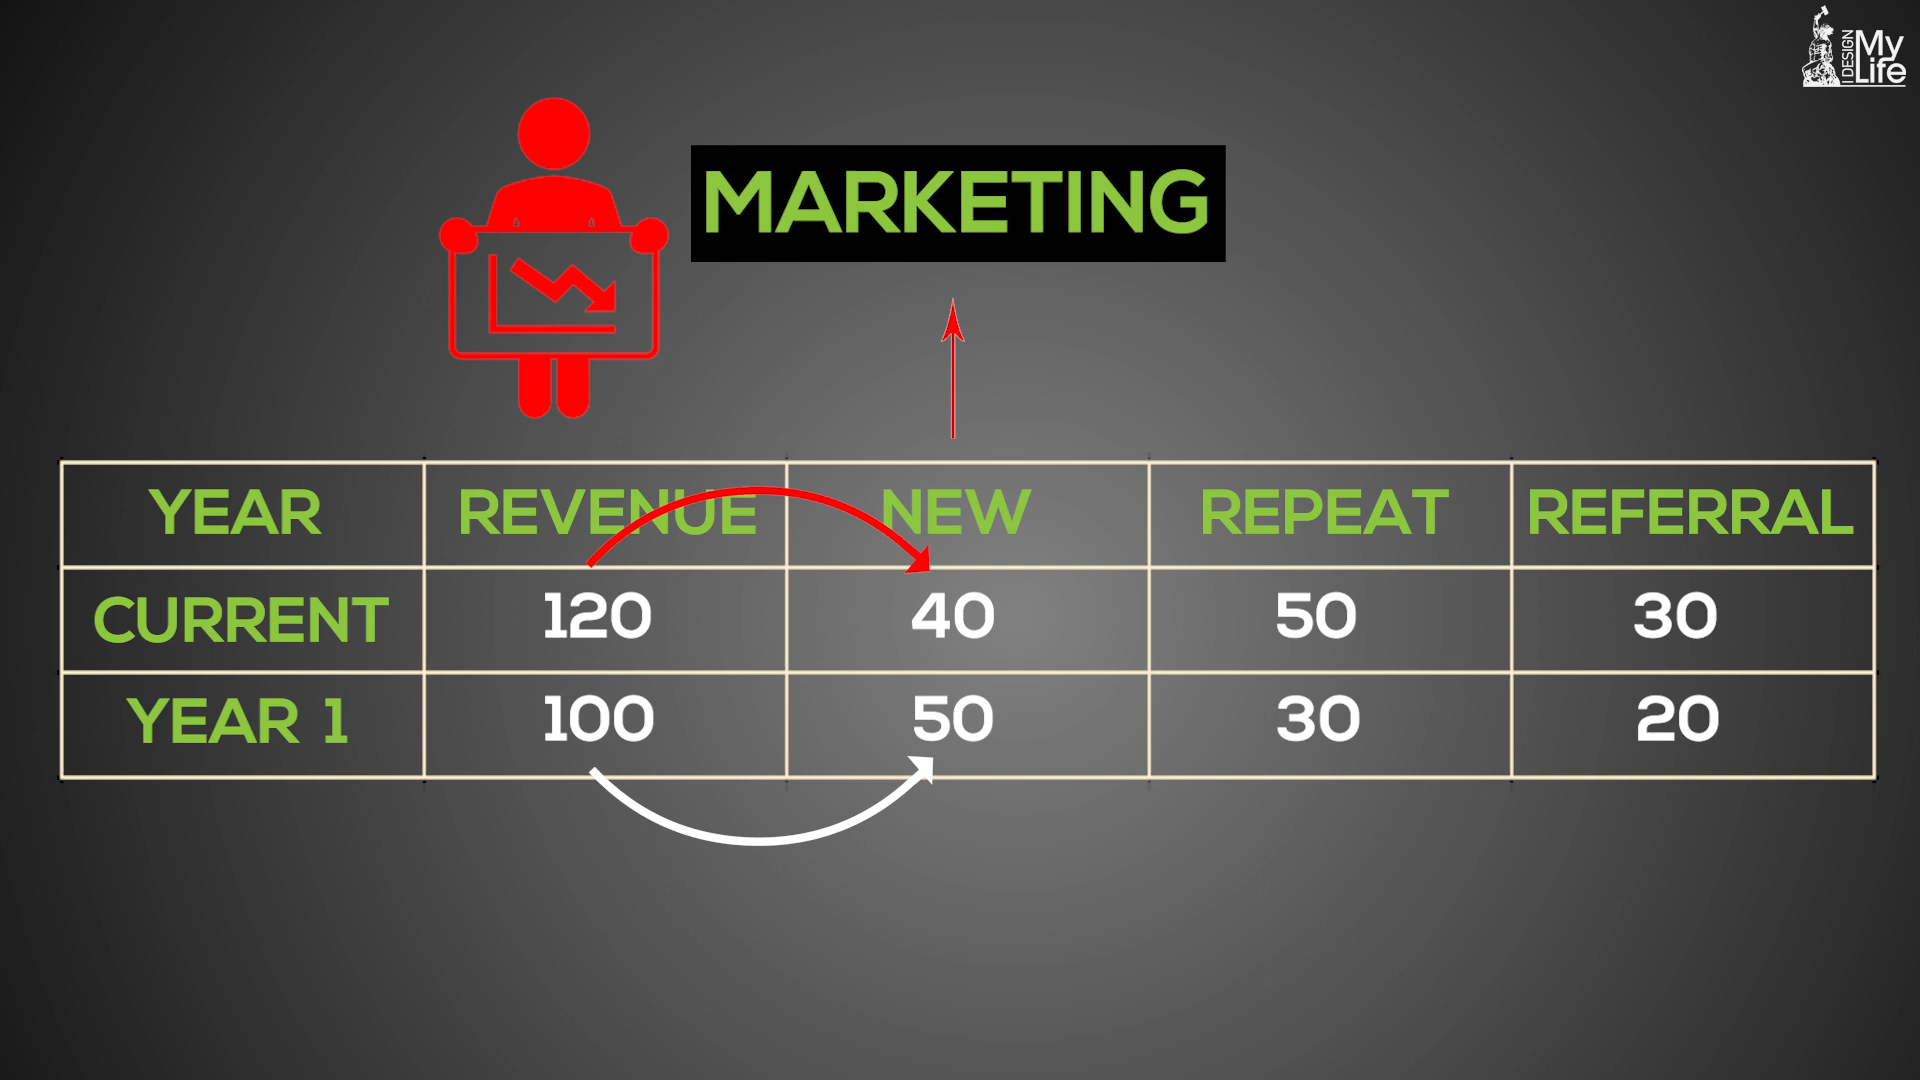 I DESIGN
My
Life
MARKETING
YEAR REVENUE NEW REPEAT REFERRAL
CURRENT 120 40 50 30
YEAR 1 100 50 30 20